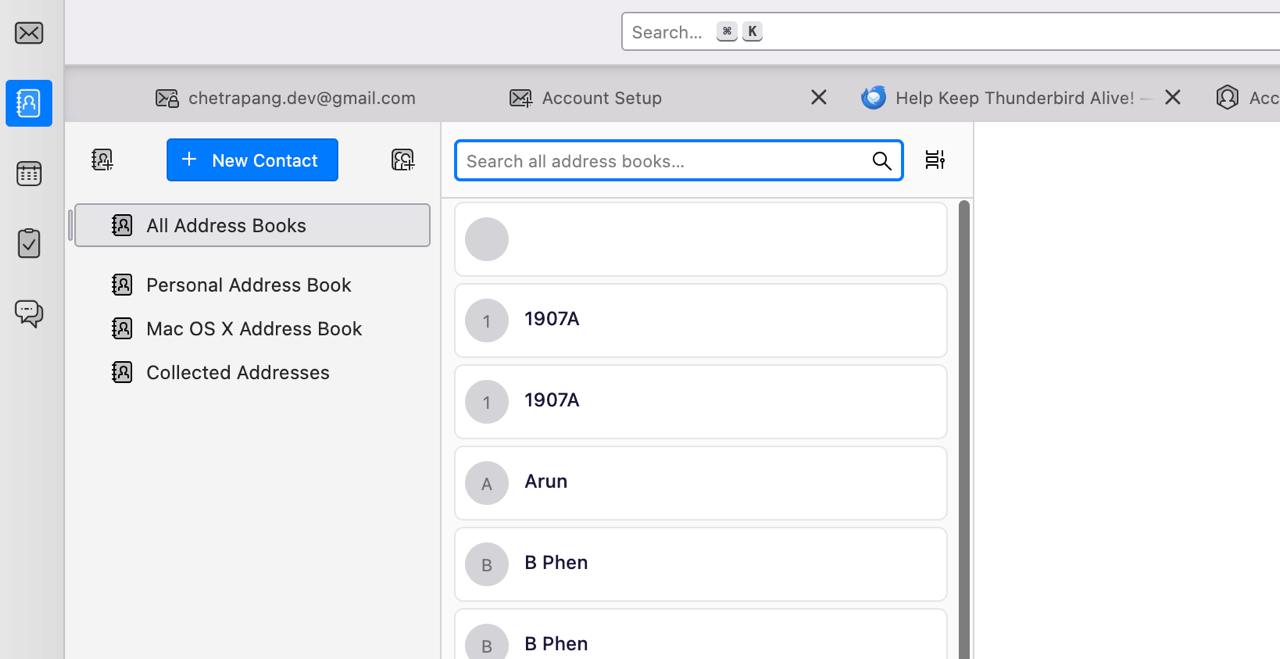 Search... ⌘ K
chetrapang.dev@gmail.com
Account Setup
Help Keep Thunderbird Alive! —
Acc
New Contact
Search all address books...
All Address Books
Personal Address Book
Mac OS X Address Book
Collected Addresses
1 1907A
1 1907A
A Arun
B B Phen
B B Phen